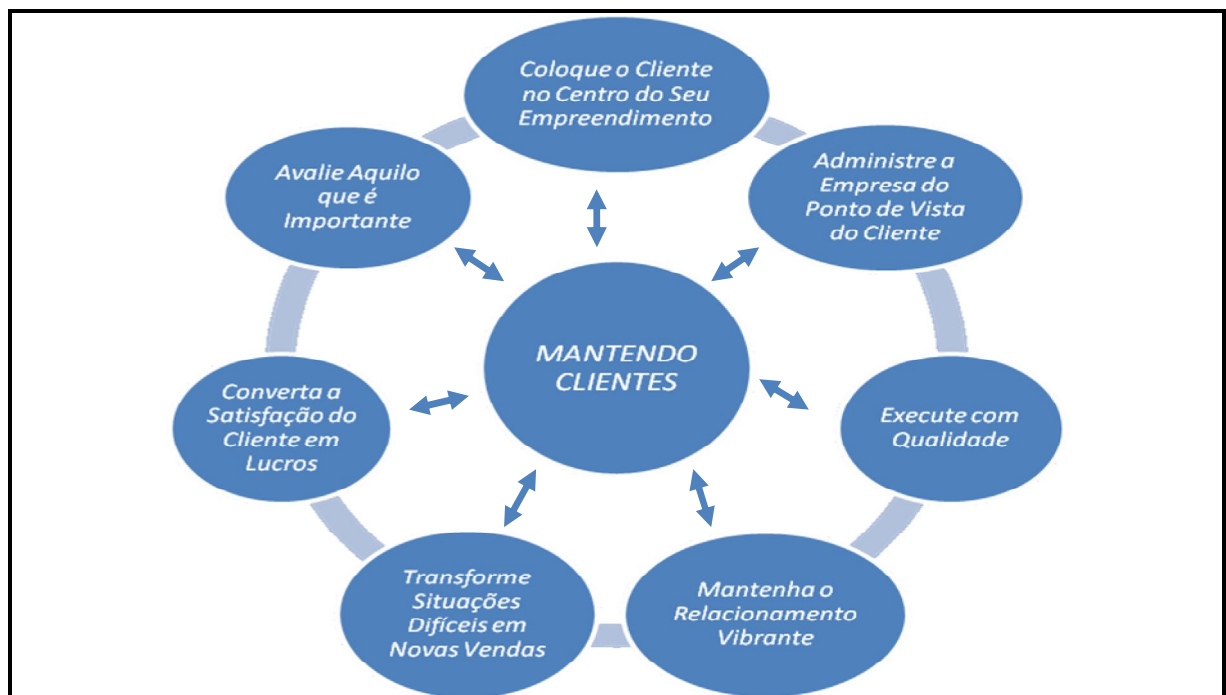 Coloque o Cliente
no Centro do Seu
Empreendimento
Administre a
Empresa do
Ponto de Vista
do Cliente
Execute com
Qualidade
Mantenha o
Relacionamento
Vibrante
Transforme
Situações
Difíceis em
Novas Vendas
Converta a
Satisfação do
Cliente em
Lucros
Avalie Aquilo
que é
Importante
MANTENDO
CLIENTES